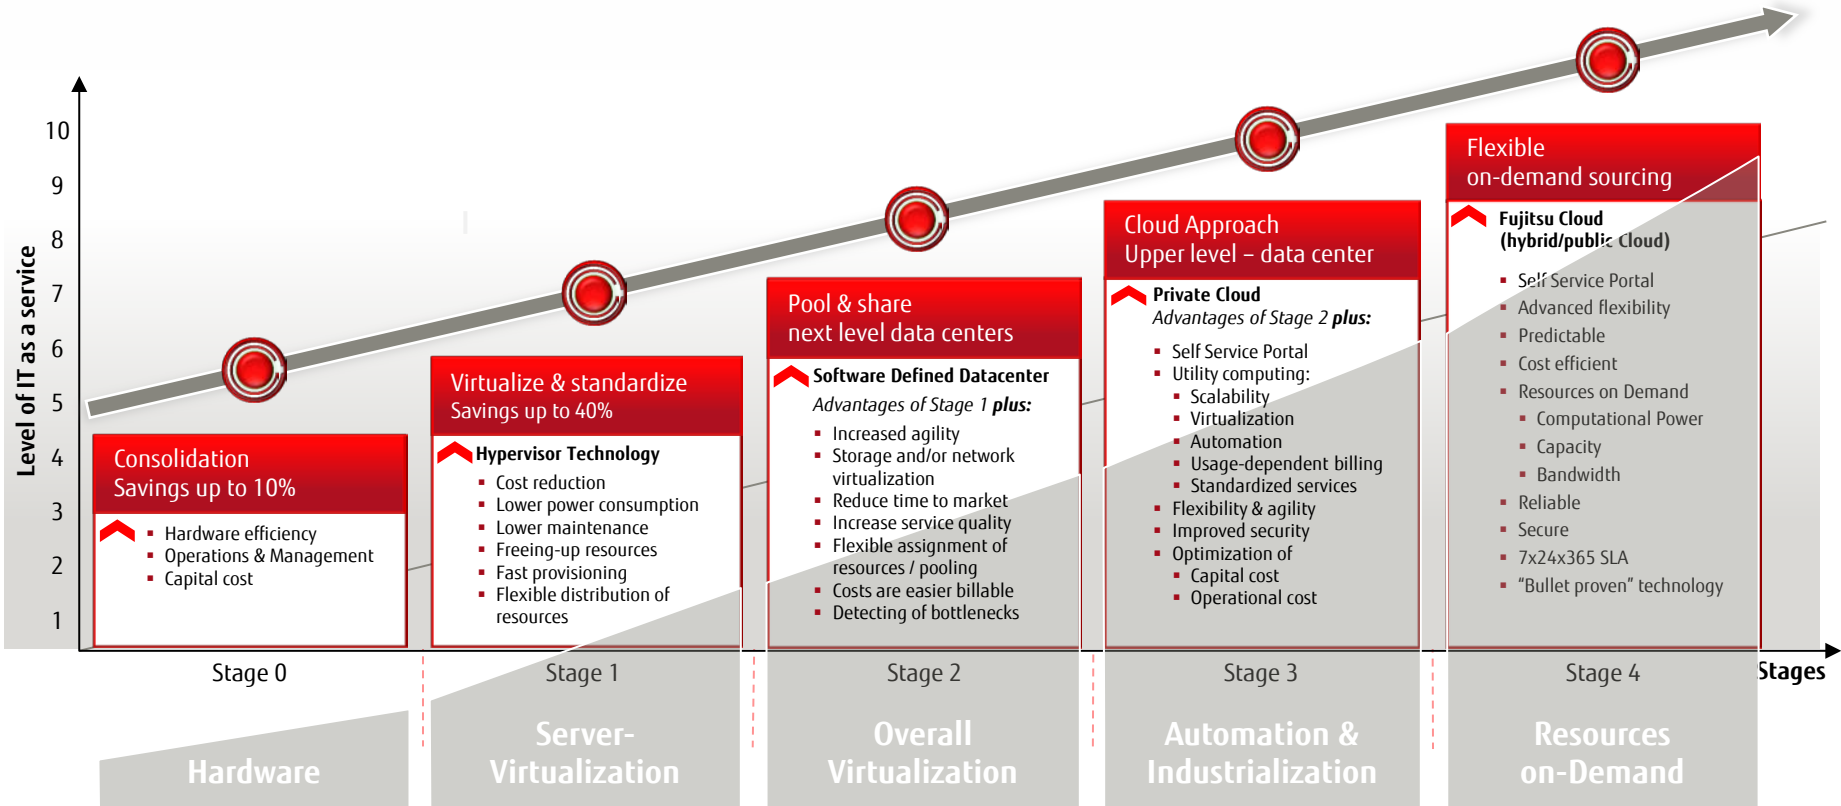 Level of IT as a service
10
9
8
7
6
5
4
3
2
1
Consolidation
Savings up to 10%
▪ Hardware efficiency
▪ Operations & Management
▪ Capital cost
Virtualize & standardize
Savings up to 40%
Hypervisor Technology
▪ Cost reduction
▪ Lower power consumption
▪ Lower maintenance
▪ Freeing-up resources
▪ Fast provisioning
▪ Flexible distribution of
resources
Pool & share
next level data centers
Software Defined Datacenter
Advantages of Stage 1 plus:
▪ Increased agility
▪ Storage and/or network
virtualization
▪ Reduce time to market
▪ Increase service quality
▪ Flexible assignment of
resources / pooling
▪ Costs are easier billable
▪ Detecting of bottlenecks
Cloud Approach
Upper level – data center
Private Cloud
Advantages of Stage 2 plus:
▪ Self Service Portal
▪ Utility computing:
▪ Scalability
▪ Virtualization
▪ Automation
▪ Usage-dependent billing
▪ Standardized services
▪ Flexibility & agility
▪ Improved security
▪ Optimization of
▪ Capital cost
▪ Operational cost
Flexible
on-demand sourcing
Fujitsu Cloud
(hybrid/public Cloud)
▪ Self Service Portal
▪ Advanced flexibility
▪ Predictable
▪ Cost efficient
▪ Resources on Demand
▪ Computational Power
▪ Capacity
▪ Bandwidth
▪ Reliable
▪ Secure
▪ 7x24x365 SLA
▪ “Bullet proven” technology
Stage 0
Stage 1
Stage 2
Stage 3
Stage 4
Stages
Hardware
Server-
Virtualization
Overall
Virtualization
Automation &
Industrialization
Resources
on-Demand